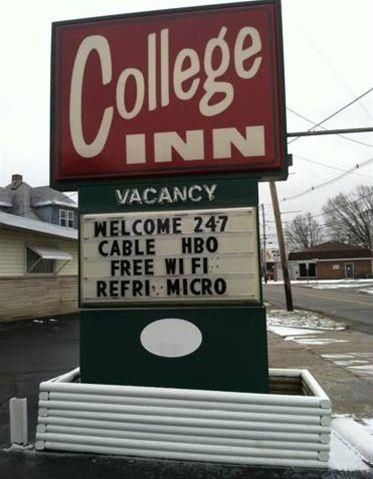 College
INN
VACANCY
WELCOME 247
CABLE HBO
FREE WI FI
REFRI. MICRO